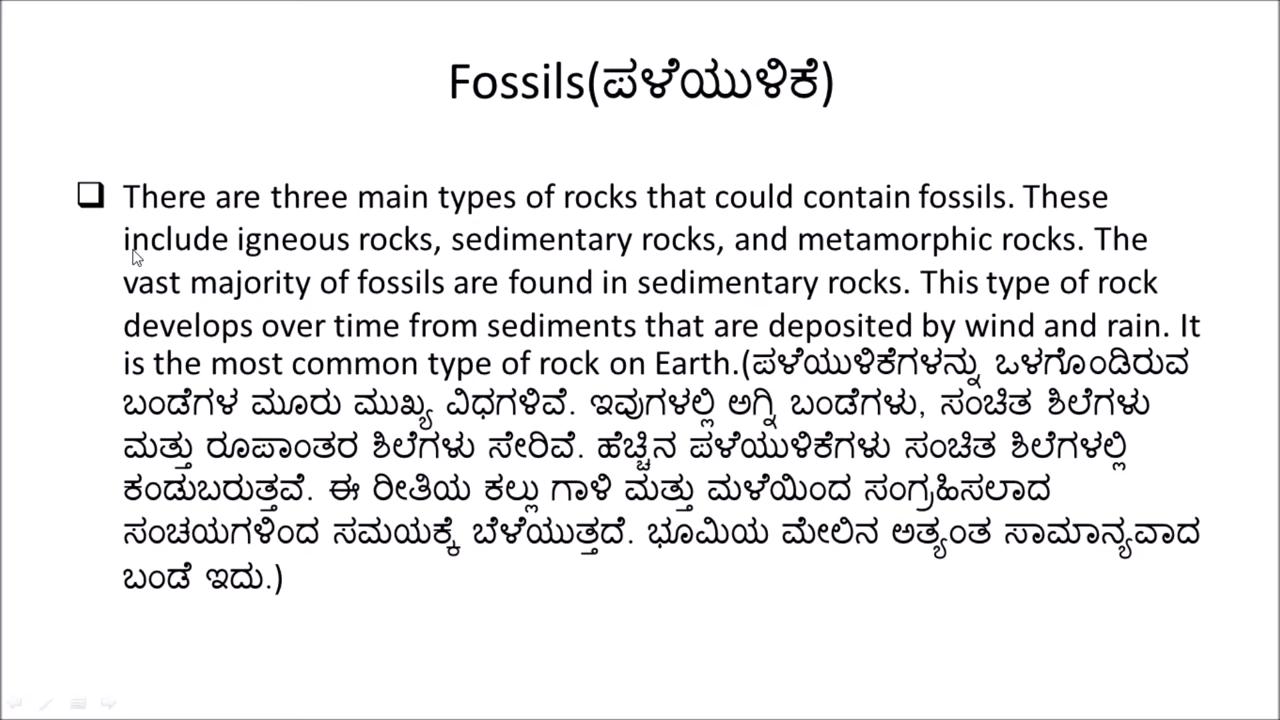 Fossils(ಪಳೆಯುಳಿಕೆ)
There are three main types of rocks that could contain fossils. These
include igneous rocks, sedimentary rocks, and metamorphic rocks. The
vast majority of fossils are found in sedimentary rocks. This type of rock
develops over time from sediments that are deposited by wind and rain. It
is the most common type of rock on Earth.(ಪಳೆಯುಳಿಕೆಗಳನ್ನು ಒಳಗೊಂಡಿರುವ
ಬಂಡೆಗಳ ಮೂರು ಮುಖ್ಯ ವಿಧಗಳಿವೆ. ಇವುಗಳಲ್ಲಿ ಅಗ್ನಿ ಬಂಡೆಗಳು, ಸಂಚಿತ ಶಿಲೆಗಳು
ಮತ್ತು ರೂಪಾಂತರ ಶಿಲೆಗಳು ಸೇರಿವೆ. ಹೆಚ್ಚಿನ ಪಳೆಯುಳಿಕೆಗಳು ಸಂಚಿತ ಶಿಲೆಗಳಲ್ಲಿ
ಕಂಡುಬರುತ್ತವೆ. ಈ ರೀತಿಯ ಕಲ್ಲು ಗಾಳಿ ಮತ್ತು ಮಳೆಯಿಂದ ಸಂಗ್ರಹಿಸಲಾದ
ಸಂಚಯಗಳಿಂದ ಸಮಯಕ್ಕೆ ಬೆಳೆಯುತ್ತದೆ. ಭೂಮಿಯ ಮೇಲಿನ ಅತ್ಯಂತ ಸಾಮಾನ್ಯವಾದ
ಬಂಡೆ ಇದು.)